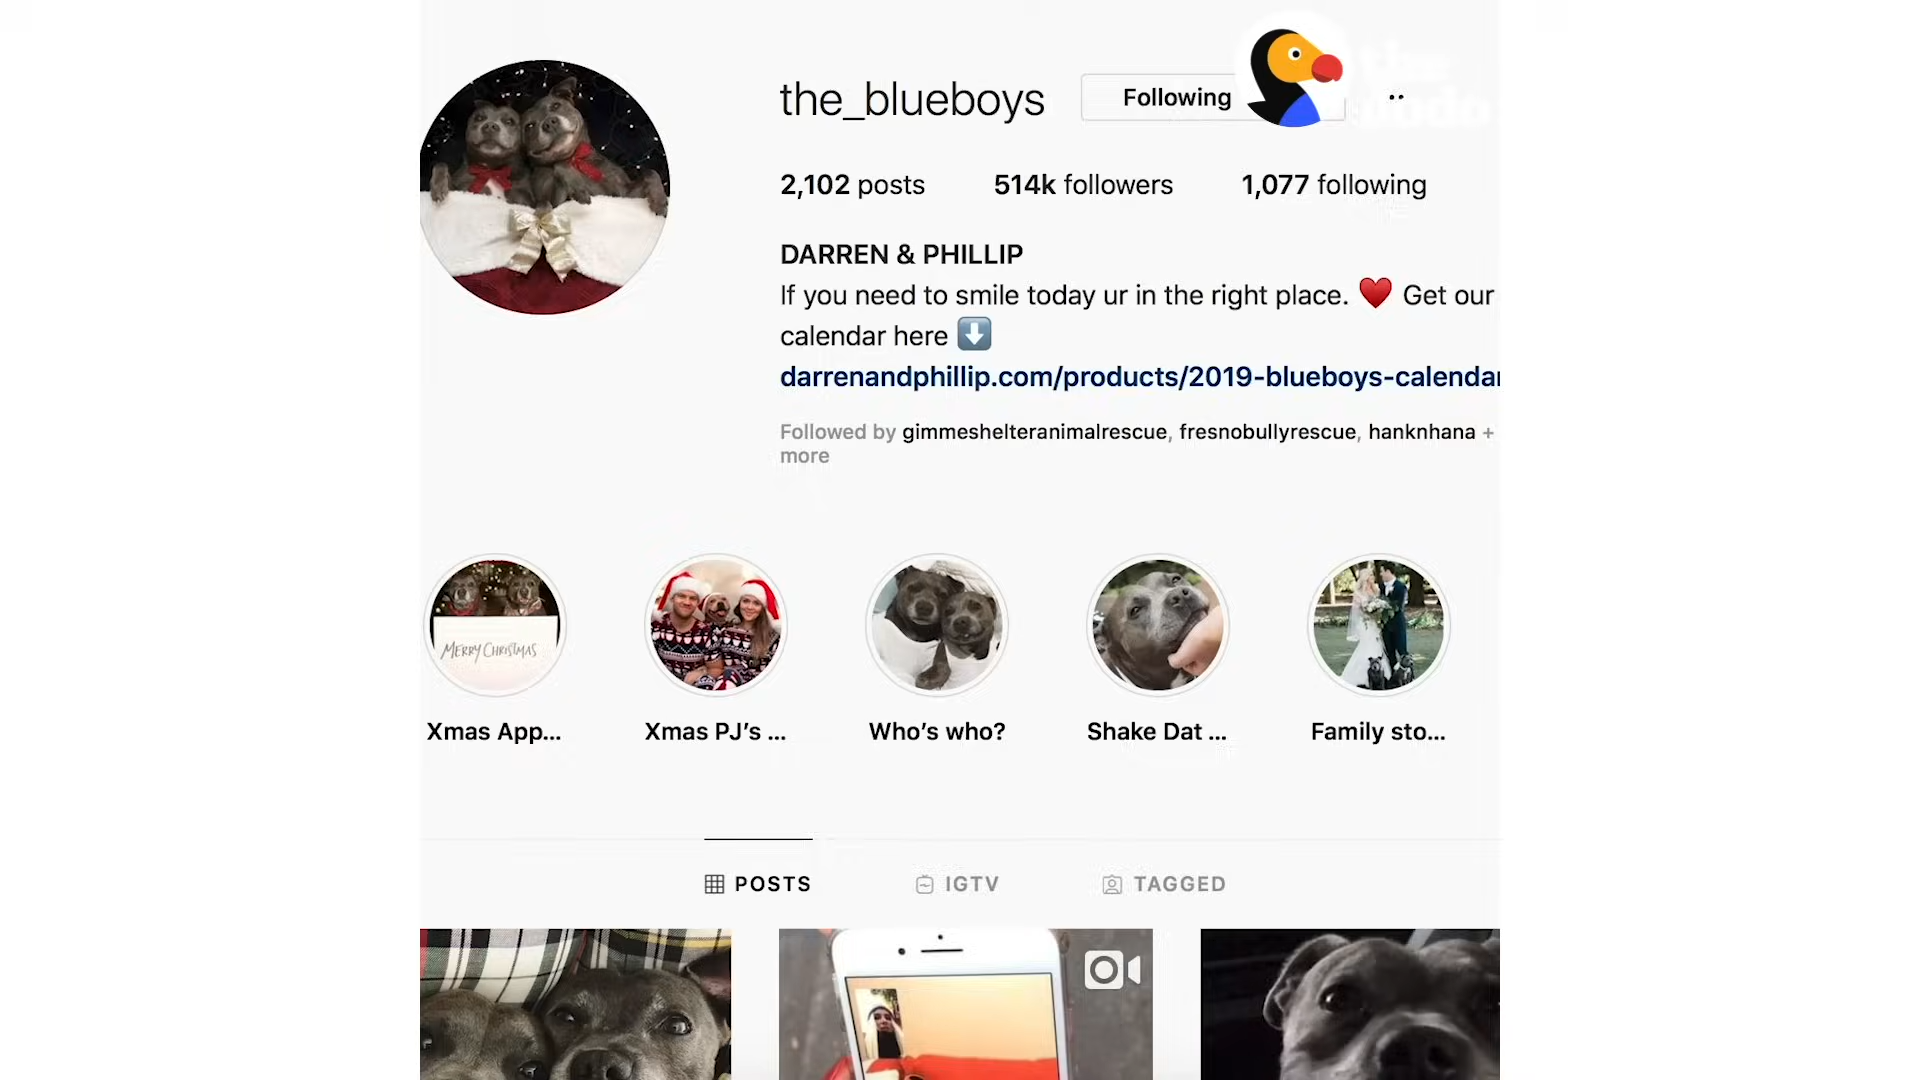 the
dodo
the_blueboys Following ..
2,102 posts 514k followers 1,077 following
DARREN & PHILLIP
If you need to smile today ur in the right place. ♥️ Get our
calendar here ⬇️
darrenandphillip.com/products/2019-blueboys-calendar
Followed by gimmeshelteranimalrescue, fresnobullyrescue, hanknhana +
more
MERRY CHRISTMAS
Xmas App... Xmas PJ’s ... Who’s who? Shake Dat ... Family sto...
POSTS IGTV TAGGED